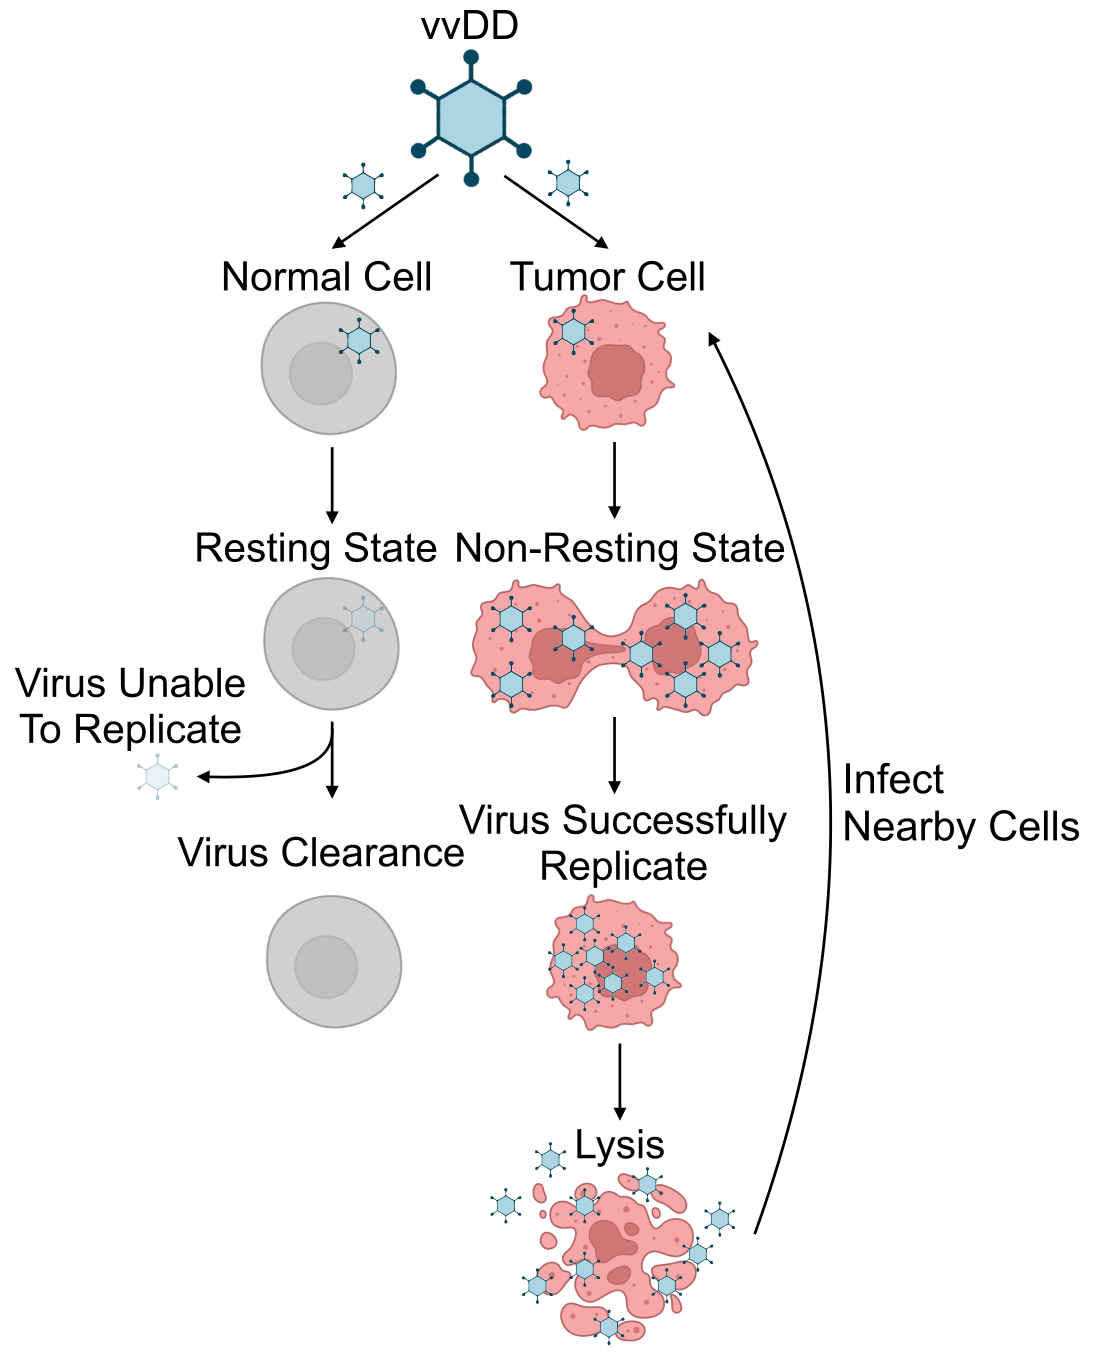 vvDD
Normal Cell
Tumor Cell
Resting State
Non-Resting State
Virus Unable
To Replicate
Virus Clearance
Virus Successfully
Replicate
Infect
Nearby Cells
Lysis